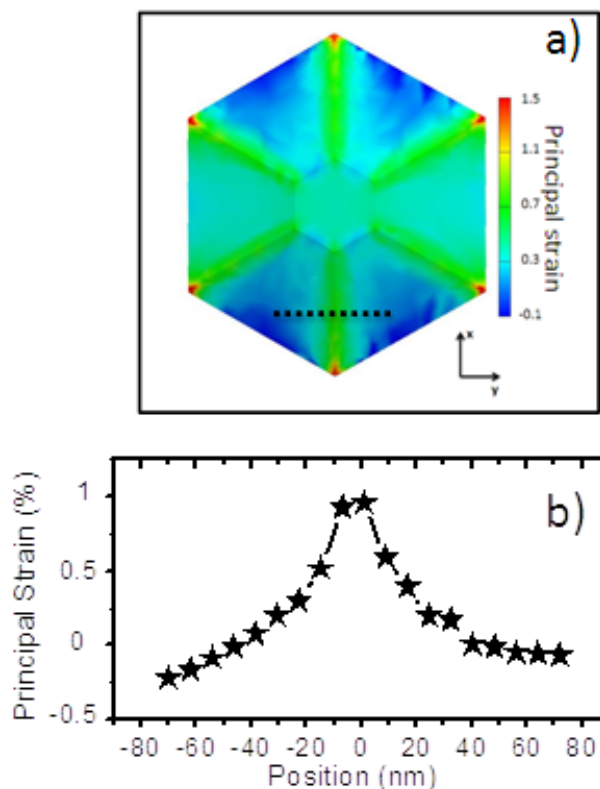 a)
1.5
1.1
0.7
0.3
-0.1
Principal strain
x
y
b)
Principal Strain (%)
1
0.5
0
-0.5
-80 -60 -40 -20 0 20 40 60 80
Position (nm)